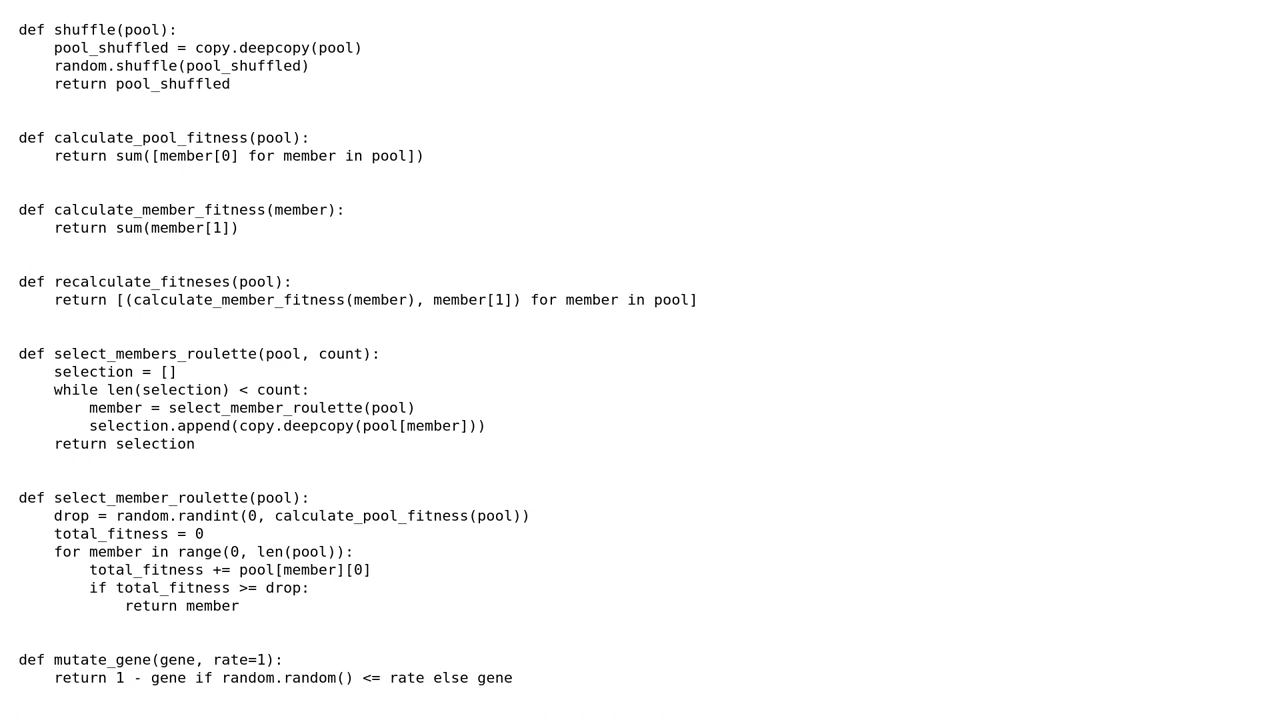 def shuffle(pool):
    pool_shuffled = copy.deepcopy(pool)
    random.shuffle(pool_shuffled)
    return pool_shuffled
def calculate_pool_fitness(pool):
    return sum([member[0] for member in pool])
def calculate_member_fitness(member):
    return sum(member[1])
def recalculate_fitneses(pool):
    return [(calculate_member_fitness(member), member[1]) for member in pool]
def select_members_roulette(pool, count):
    selection = []
    while len(selection) < count:
        member = select_member_roulette(pool)
        selection.append(copy.deepcopy(pool[member]))
    return selection
def select_member_roulette(pool):
    drop = random.randint(0, calculate_pool_fitness(pool))
    total_fitness = 0
    for member in range(0, len(pool)):
        total_fitness += pool[member][0]
        if total_fitness >= drop:
            return member
def mutate_gene(gene, rate=1):
    return 1 - gene if random.random() <= rate else gene